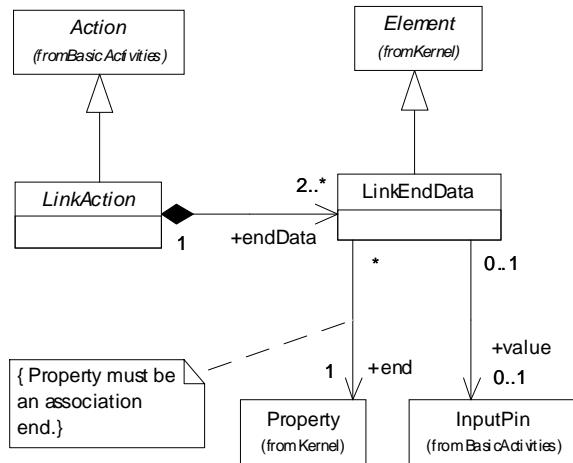 Action
(fromBasicActivities)
Element
(fromKernel)
LinkAction
1
2..*
+endData
LinkEndData
*
0..1
{ Property must be
an association
end.}
1
+end
+value
0..1
Property
(fromKernel)
InputPin
(fromBasicActivities)